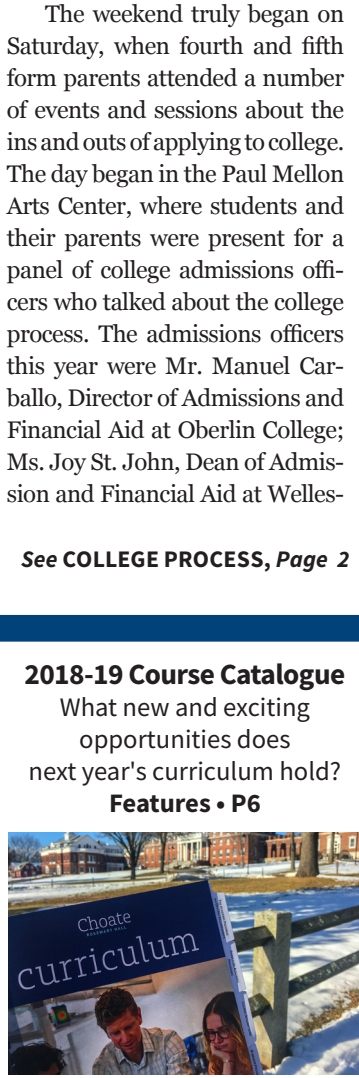 The weekend truly began on
Saturday, when fourth and fifth
form parents attended a number
of events and sessions about the
ins and outs of applying to college.
The day began in the Paul Mellon
Arts Center, where students and
their parents were present for a
panel of college admissions offi-
cers who talked about the college
process. The admissions officers
this year were Mr. Manuel Car-
ballo, Director of Admissions and
Financial Aid at Oberlin College;
Ms. Joy St. John, Dean of Admis-
sion and Financial Aid at Welles-
See COLLEGE PROCESS, Page 2
2018-19 Course Catalogue
What new and exciting
opportunities does
next year's curriculum hold?
Features • P6
Choate
ROSEMARY HALL
curriculum